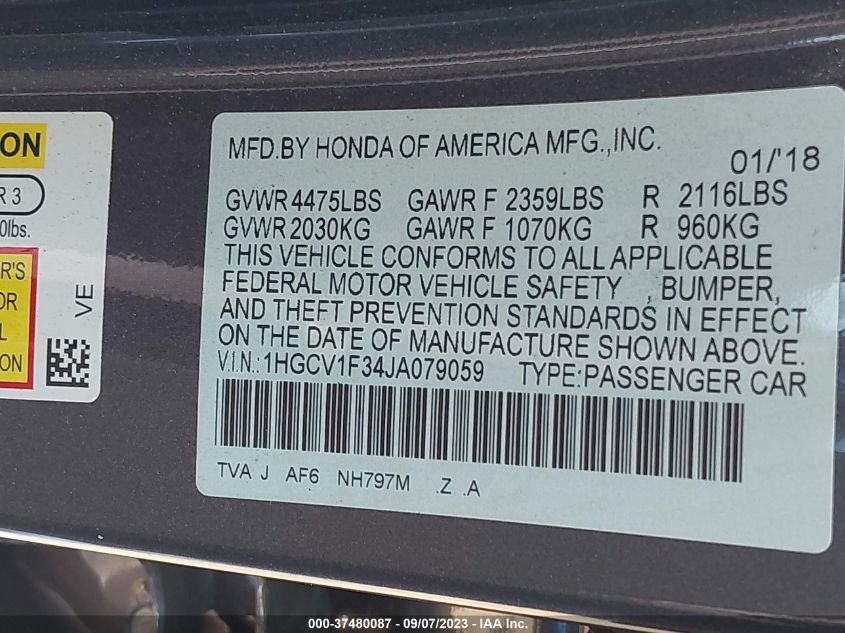 ON
R 3
0lbs.
R'S
OR
L
ON
VE
MFD.BY HONDA OF AMERICA MFG.,INC.
01/'18
GVWR 4475LBS GAWR F 2359LBS R 2116LBS
GVWR 2030KG GAWR F 1070KG R 960KG
THIS VEHICLE CONFORMS TO ALL APPLICABLE
FEDERAL MOTOR VEHICLE SAFETY , BUMPER,
AND THEFT PREVENTION STANDARDS IN EFFECT
ON THE DATE OF MANUFACTURE SHOWN ABOVE.
V.I.N.:1HGCV1F34JA079059 TYPE:PASSENGER CAR
TVA J AF6 NH797M .Z .A
000-37480087 - 09/07/2023 - IAA Inc.